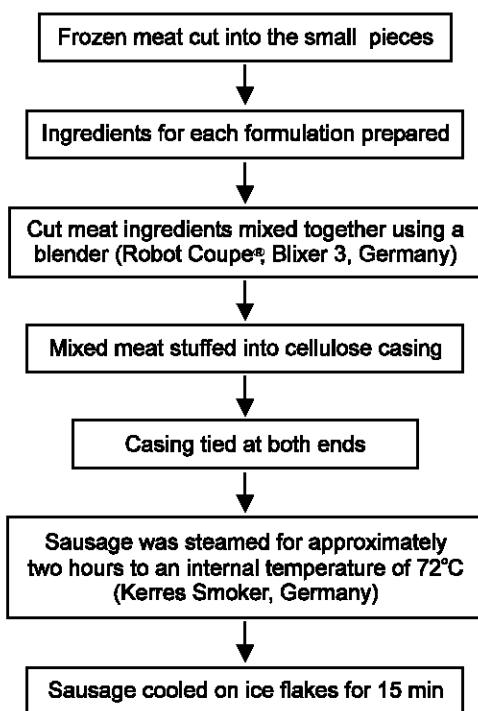 Frozen meat cut into the small pieces
Ingredients for each formulation prepared
Cut meat ingredients mixed together using a
blender (Robot Coupe®, Blixer 3, Germany)
Mixed meat stuffed into cellulose casing
Casing tied at both ends
Sausage was steamed for approximately
two hours to an internal temperature of 72°C
(Kerres Smoker, Germany)
Sausage cooled on ice flakes for 15 min